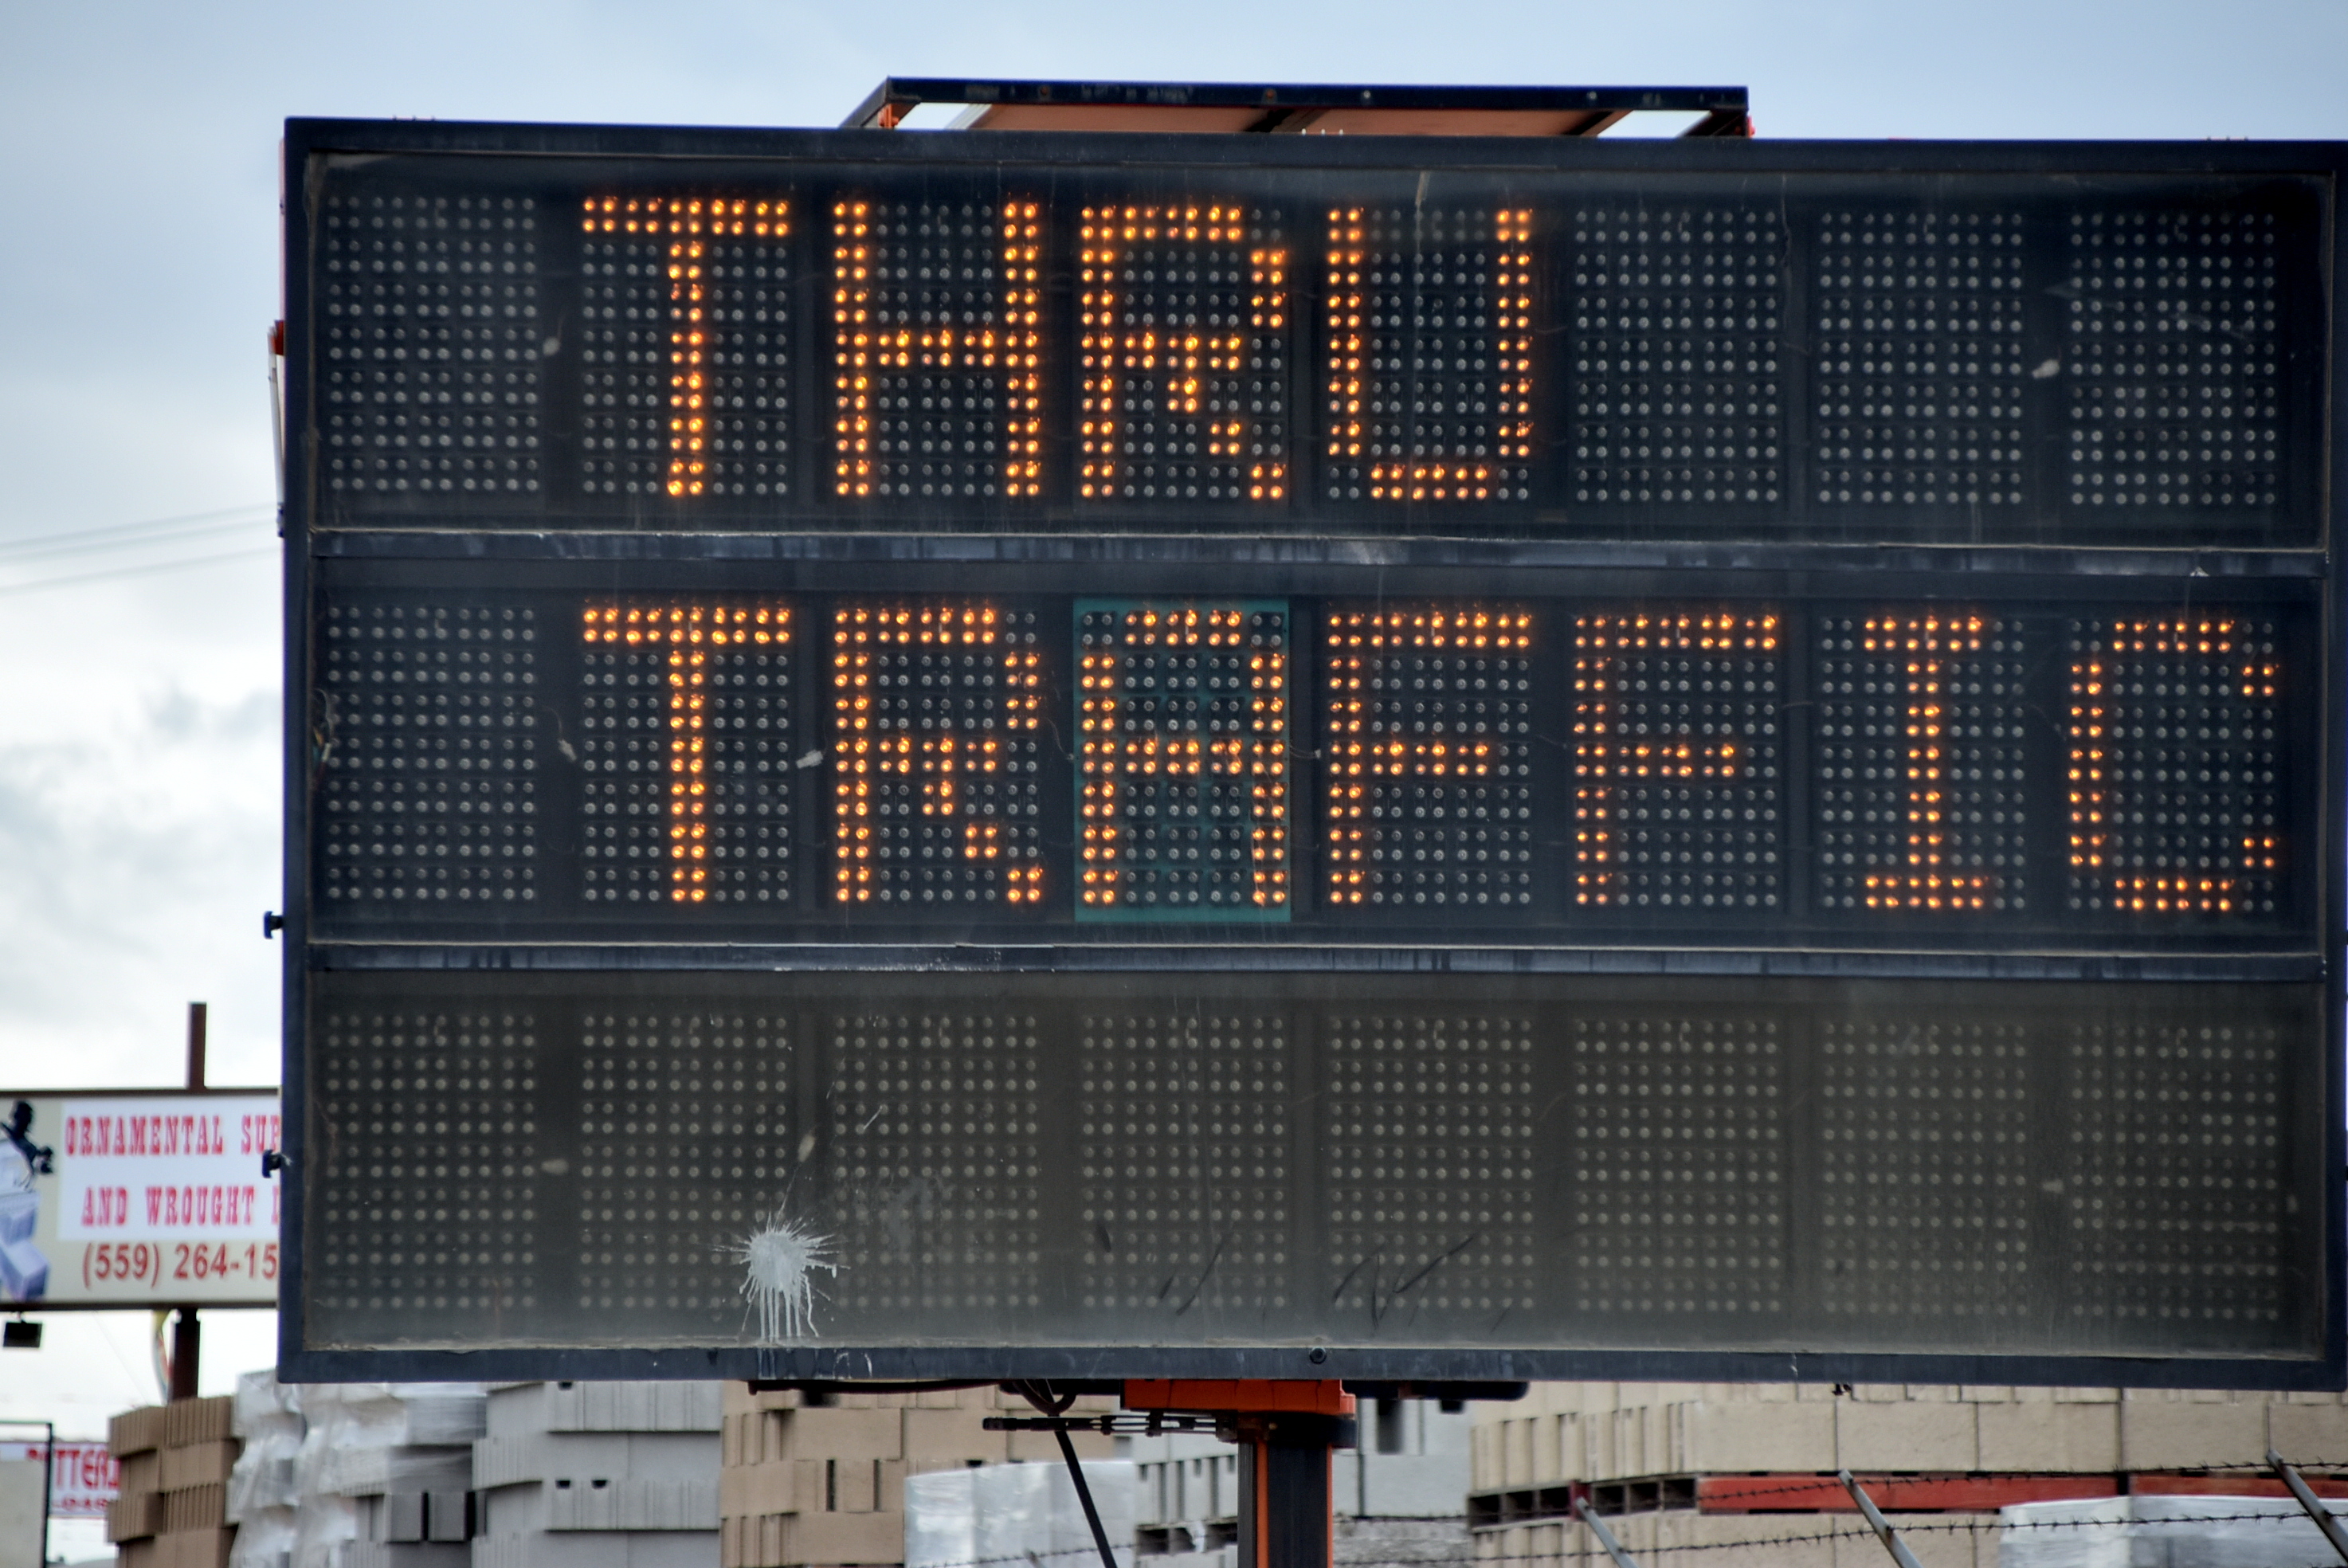 THRU
TRAFFIC
ORNAMENTAL
AND WROUGHT
(559) 264-15